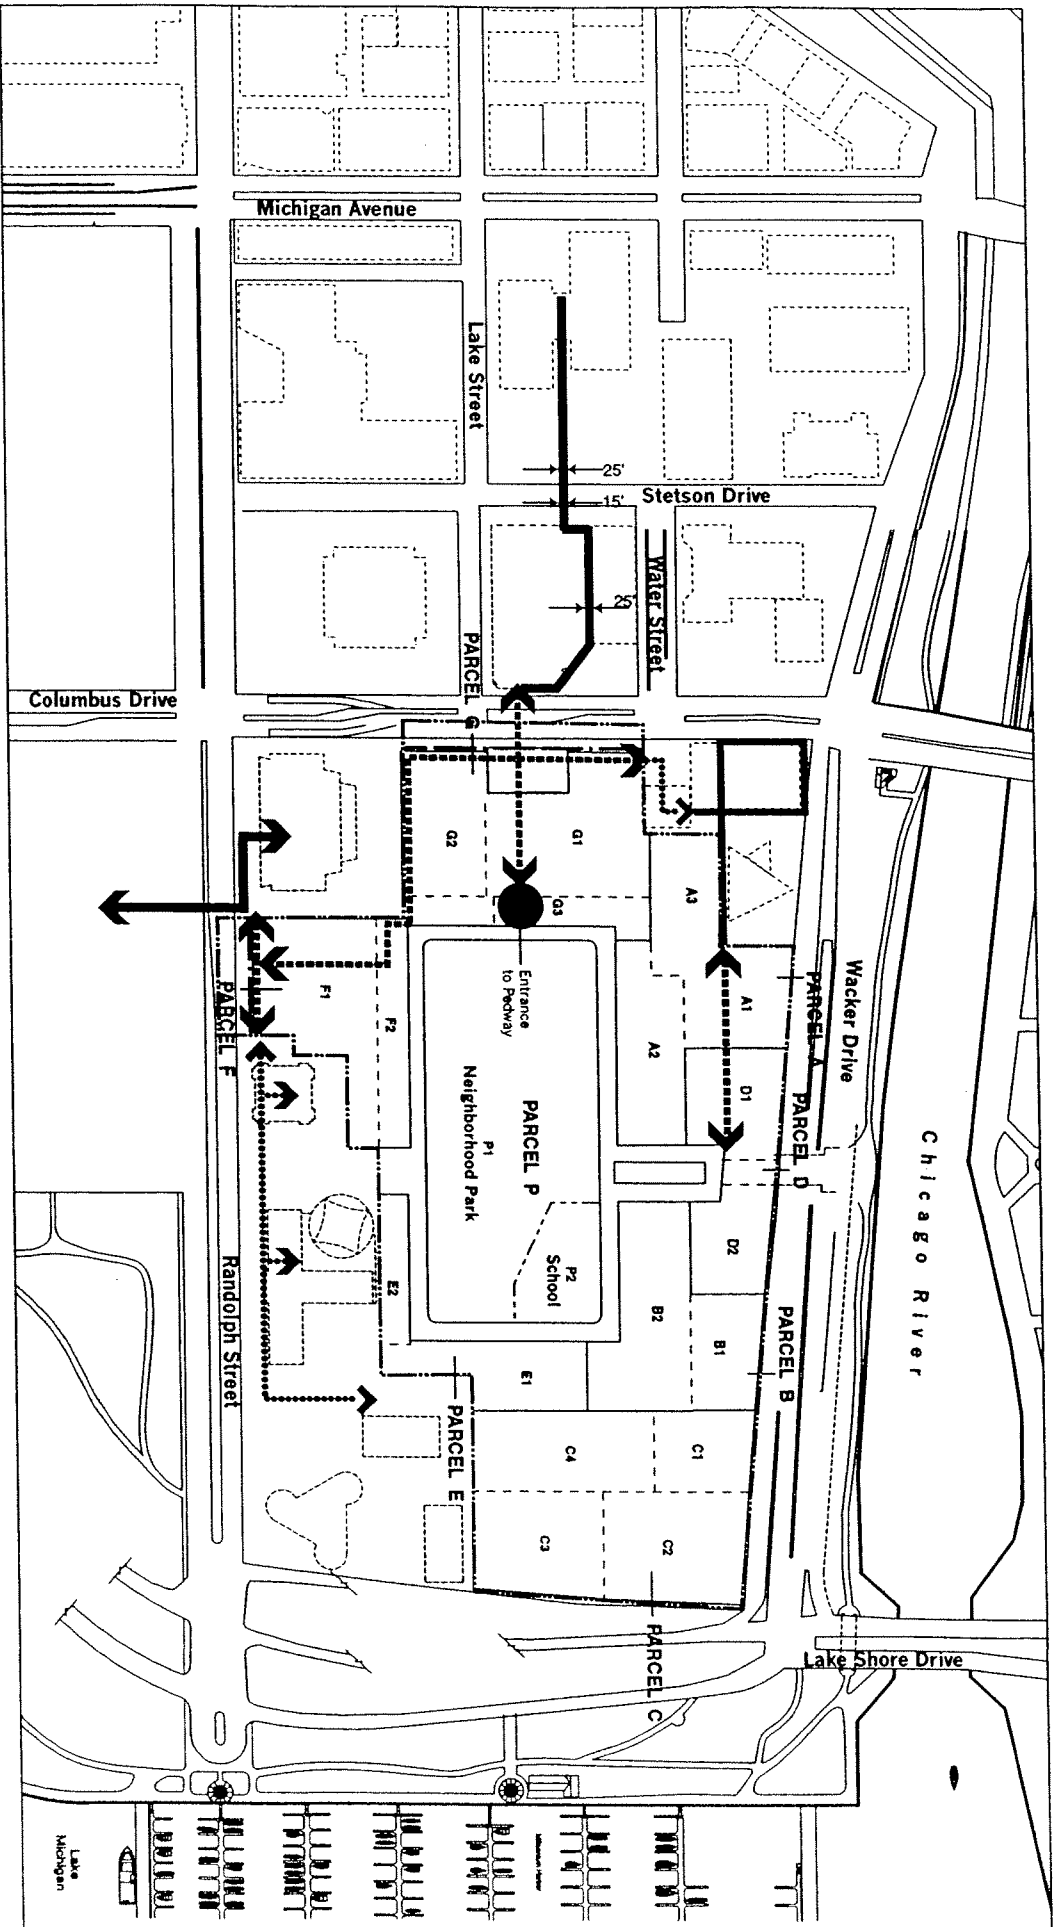 Michigan Avenue
Lake Street
25'
15'
Stetson Drive
Water Street
25'
Columbus Drive
PARCEL G
G2
G1
G3
A3
Entrance
to Pedway
PARCEL A
Wacker Drive
A1
A2
F1
F2
PARCEL F
D1
PARCEL D
Chicago River
PARCEL P
P1
Neighborhood Park
P2
School
D2
E2
B2
B1
PARCEL B
Randolph Street
E1
PARCEL E
C4
C1
C3
C2
PARCEL C
Lake Shore Drive
Lake
Michigan